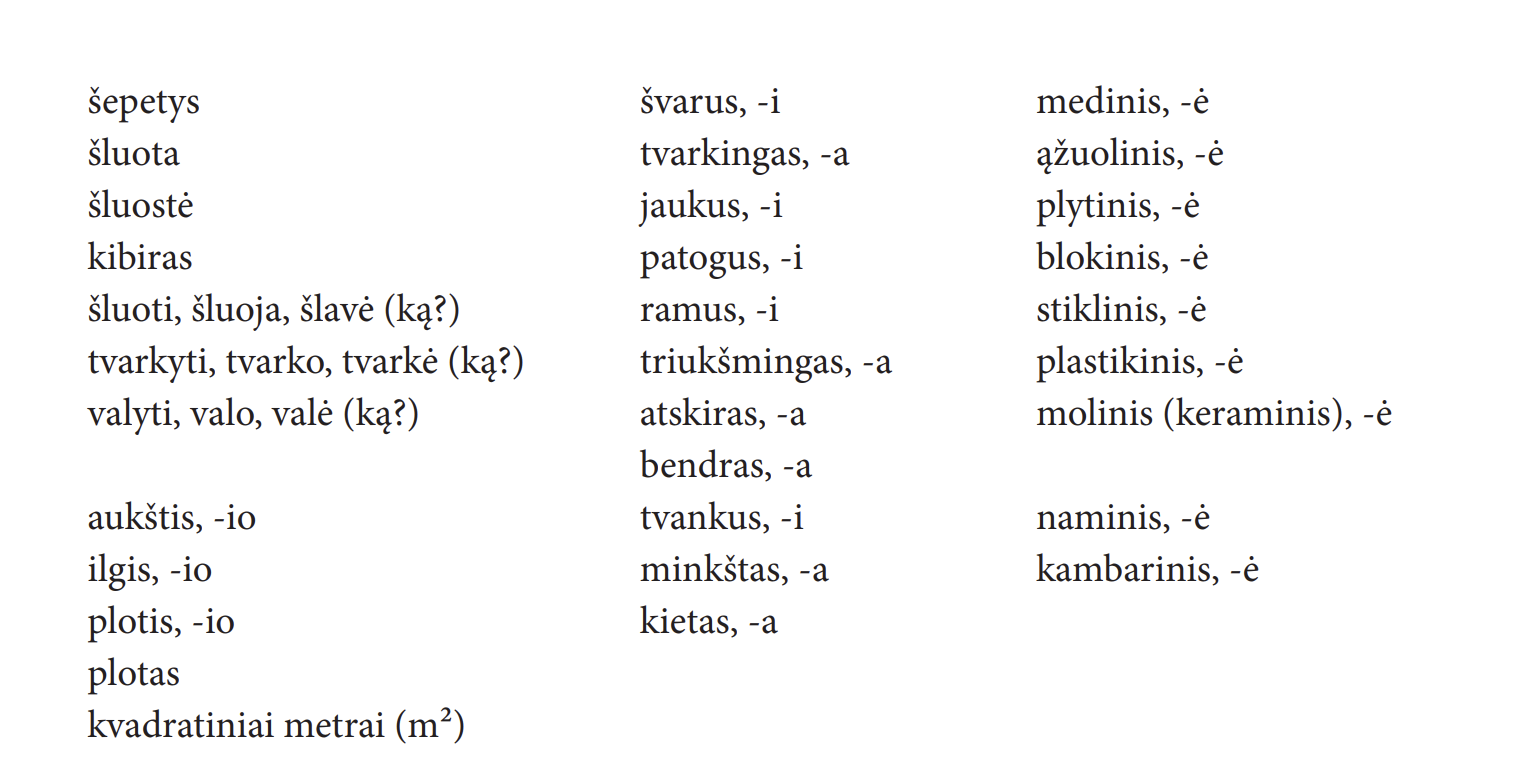 šepetys
šluota
šluostė
kibiras
šluoti, šluoja, šlavė (ką?)
tvarkyti, tvarko, tvarkė (ką?)
valyti, valo, valė (ką?)
aukštis, -io
ilgis, -io
plotis, -io
plotas
kvadratiniai metrai (m²)
švarus, -i
tvarkingas, -a
jaukus, -i
patogus, -i
ramus, -i
triukšmingas, -a
atskiras, -a
bendras, -a
tvankus, -i
minkštas, -a
kietas, -a
medinis, -ė
ąžuolinis, -ė
plytinis, -ė
blokinis, -ė
stiklinis, -ė
plastikinis, -ė
molinis (keraminis), -ė
naminis, -ė
kambarinis, -ė